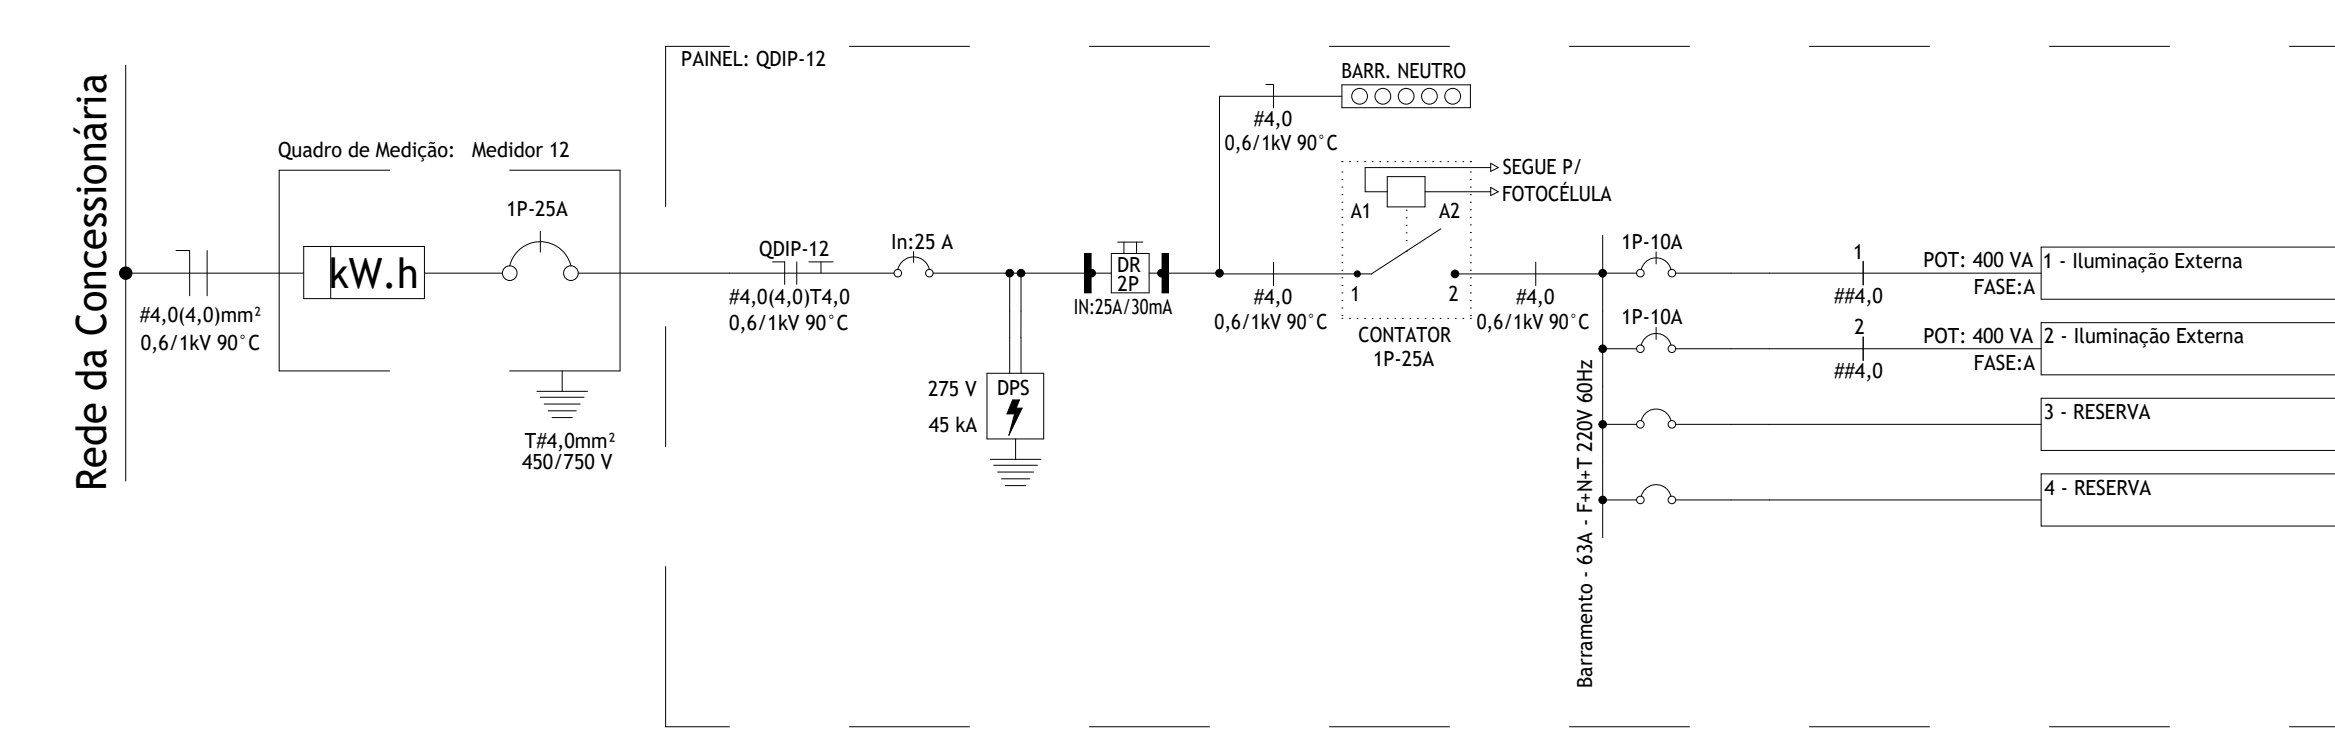 Rede da Concessionária
#4,0(4,0)mm²
0,6/1kV 90°C
Quadro de Medição: Medidor 12
kW.h
1P-25A
T#4,0mm²
450/750 V
PAINEL: QDIP-12
QDIP-12
#4,0(4,0)T4,0
0,6/1kV 90°C
In:25 A
275 V
45 kA
DPS
DR
2P
IN:25A/30mA
BARR. NEUTRO
#4,0
0,6/1kV 90°C
#4,0
0,6/1kV 90°C
SEGUE P/
FOTOCÉLULA
A1
A2
1
2
CONTATOR
1P-25A
#4,0
0,6/1kV 90°C
Barramento - 63A - F+N+T 220V 60Hz
1P-10A
1
##4,0
POT: 400 VA
FASE:A
1 - Iluminação Externa
1P-10A
2
##4,0
POT: 400 VA
FASE:A
2 - Iluminação Externa
3 - RESERVA
4 - RESERVA